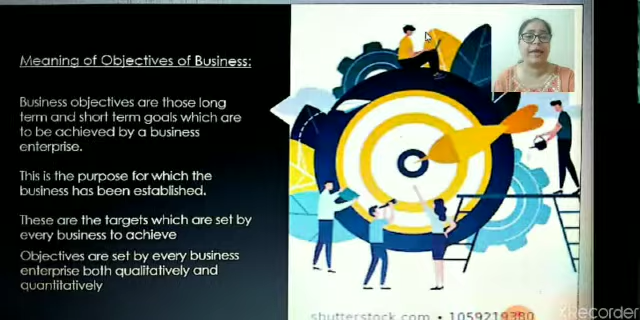 Meaning of Objectives of Business:
Business objectives are those long
term and short term goals which are
to be achieved by a business
enterprise.
This is the purpose for which the
business has been established.
These are the targets which are set by
every business to achieve
Objectives are set by every business
enterprise both qualitatively and
quantitatively
shutterstock.com • 1059219380
XRecorder